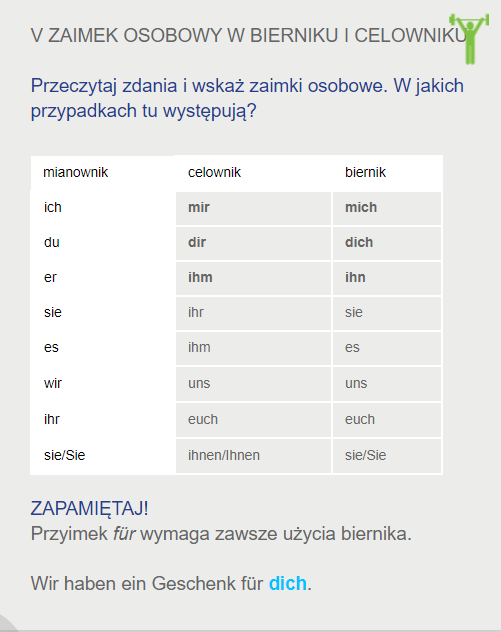 V ZAIMEK OSOBOWY W BIERNIKU I CELOWNIKU
Przeczytaj zdania i wskaż zaimki osobowe. W jakich
przypadkach tu występują?
mianownik celownik biernik
ich mir mich
du dir dich
er ihm ihn
sie ihr sie
es ihm es
wir uns uns
ihr euch euch
sie/Sie ihnen/Ihnen sie/Sie
ZAPAMIĘTAJ!
Przyimek für wymaga zawsze użycia biernika.
Wir haben ein Geschenk für dich.